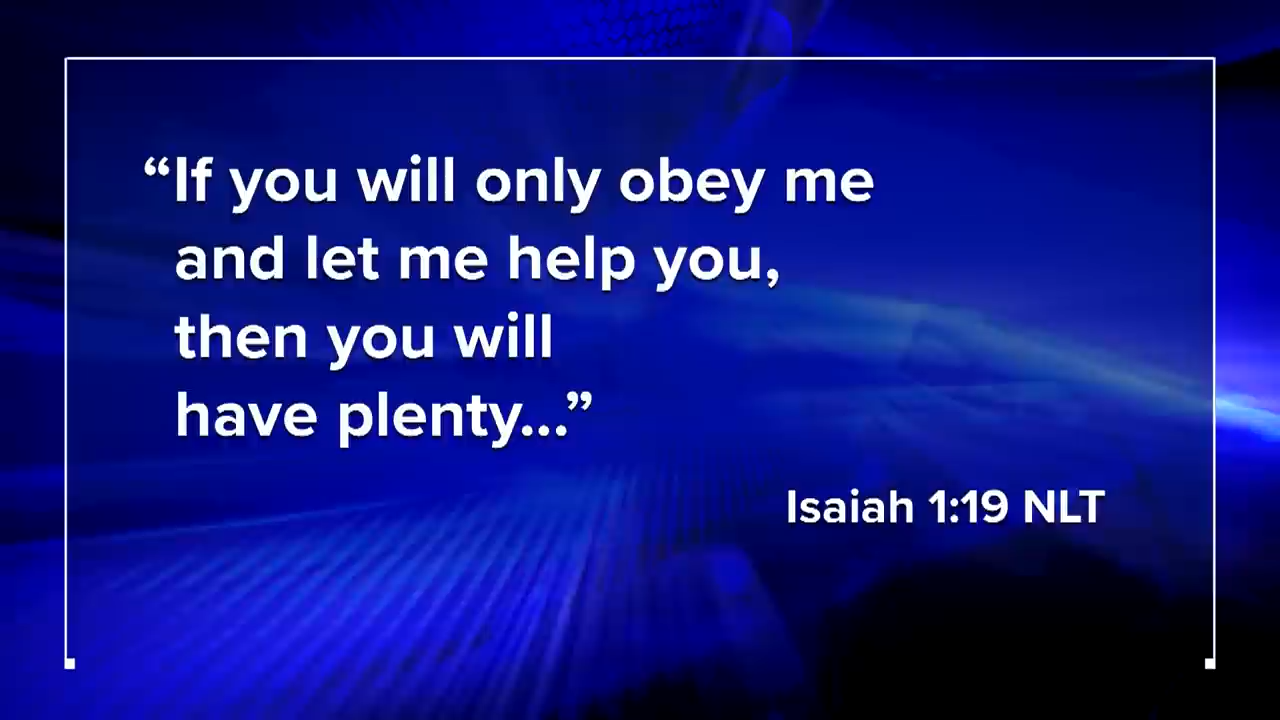 “If you will only obey me
and let me help you,
then you will
have plenty...”
Isaiah 1:19 NLT